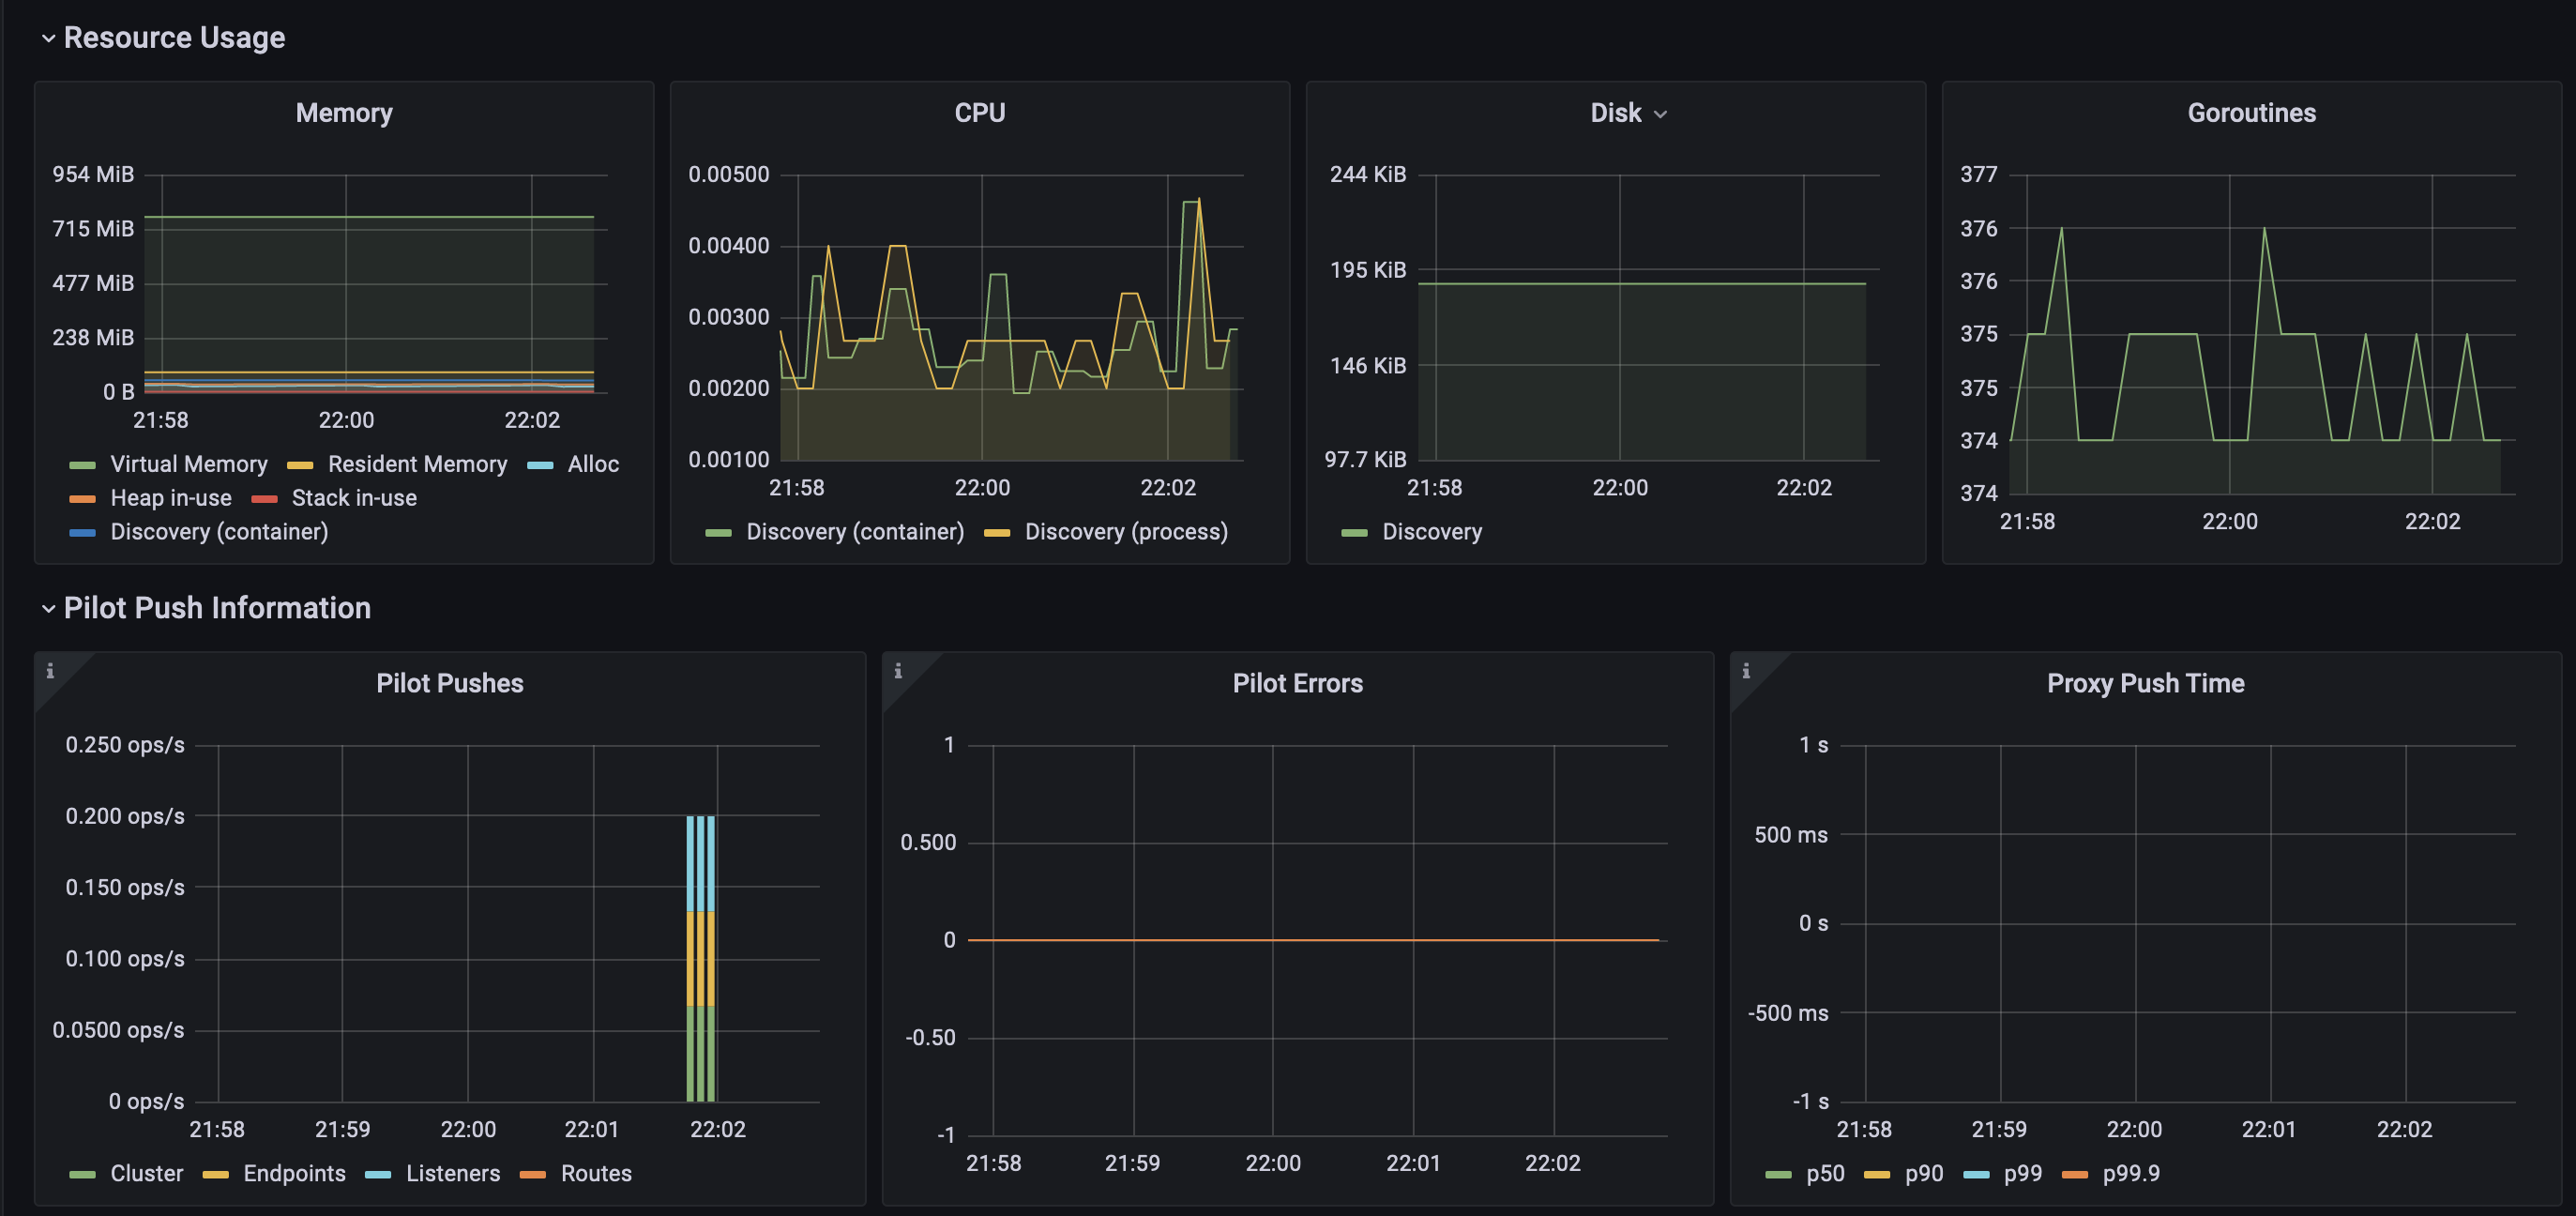 Resource Usage
Memory
954 MiB
715 MiB
477 MiB
238 MiB
0 B
21:58 22:00 22:02
Virtual Memory Resident Memory Alloc
Heap in-use Stack in-use
Discovery (container)
CPU
0.00500
0.00400
0.00300
0.00200
0.00100
21:58 22:00 22:02
Discovery (container) Discovery (process)
Disk
244 KiB
195 KiB
146 KiB
97.7 KiB
21:58 22:00 22:02
Discovery
Goroutines
377
376
376
375
375
374
374
21:58 22:00 22:02
Pilot Push Information
i
Pilot Pushes
0.250 ops/s
0.200 ops/s
0.150 ops/s
0.100 ops/s
0.0500 ops/s
0 ops/s
21:58 21:59 22:00 22:01 22:02
Cluster Endpoints Listeners Routes
i
Pilot Errors
1
0.500
0
-0.50
-1
21:58 21:59 22:00 22:01 22:02
i
Proxy Push Time
1 s
500 ms
0 s
-500 ms
-1 s
21:58 21:59 22:00 22:01 22:02
p50 p90 p99 p99.9